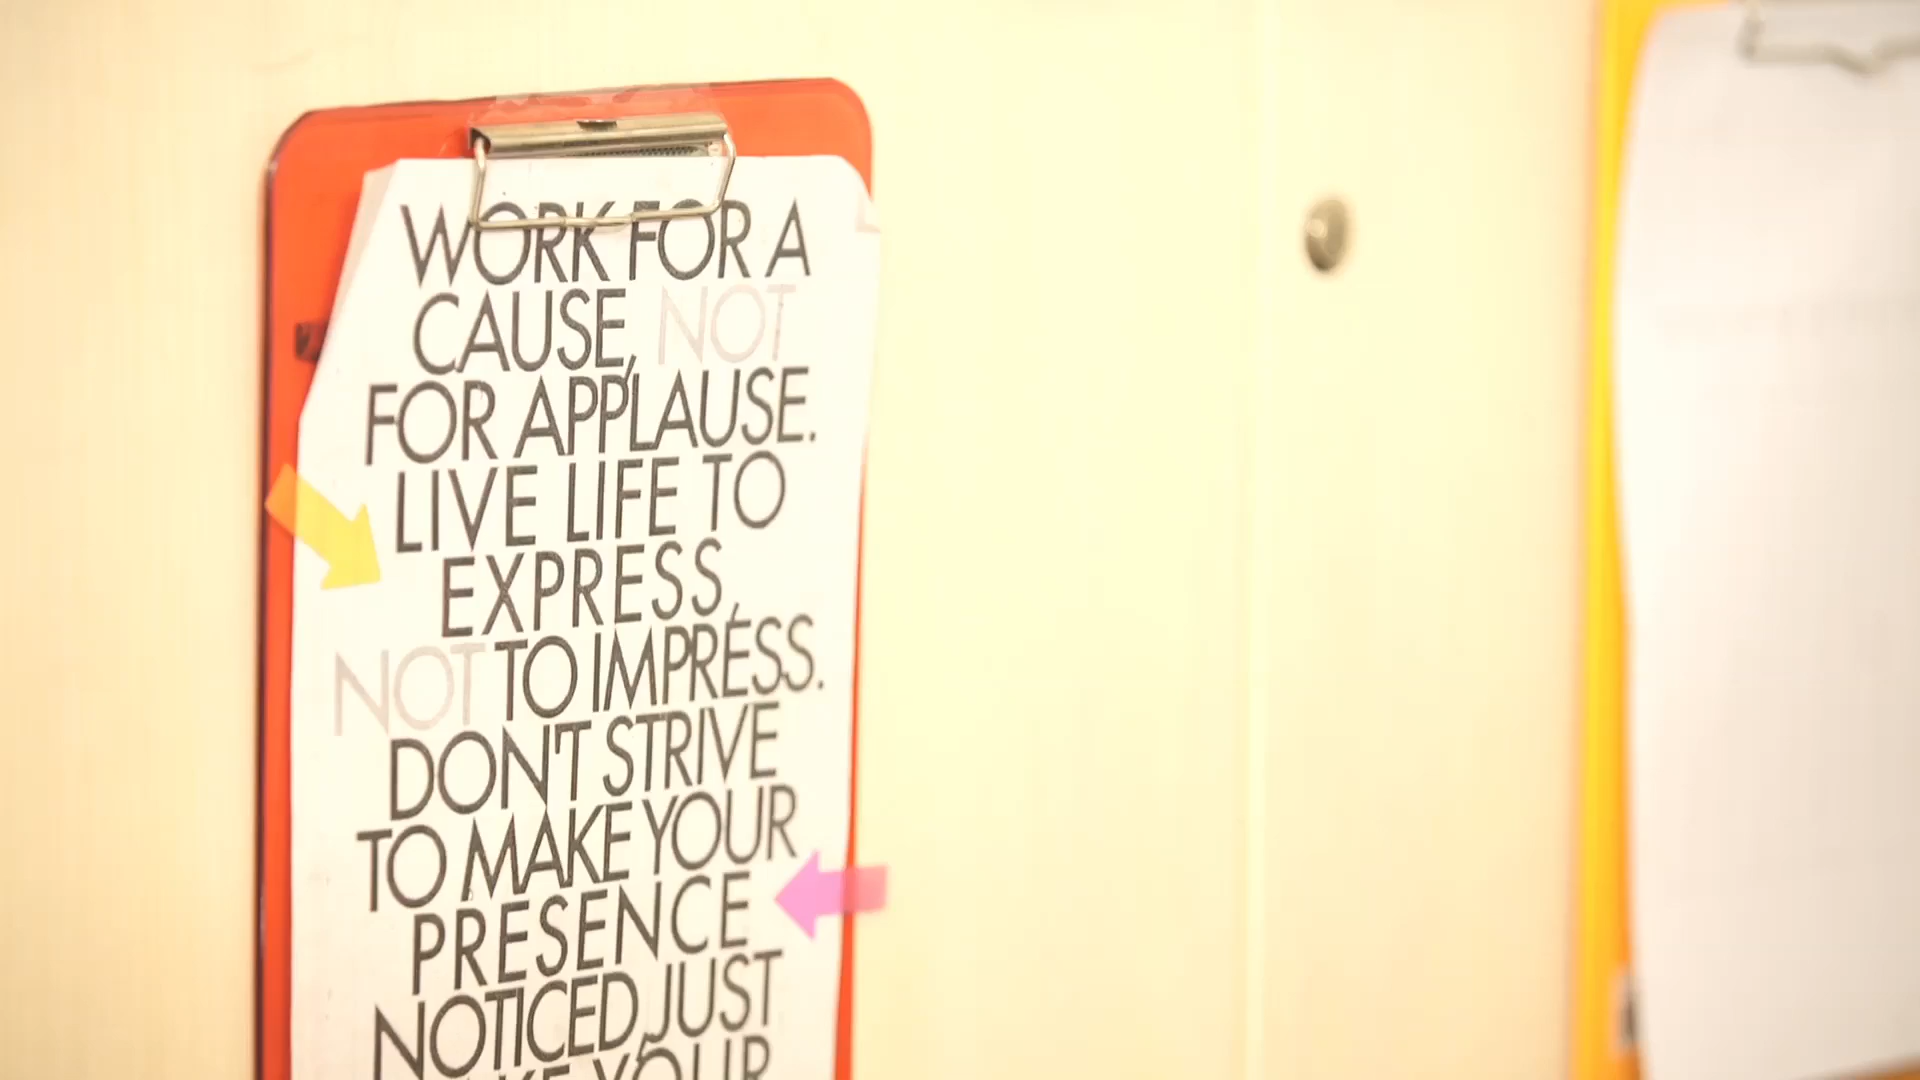 WORK FOR A
CAUSE, NOT
FOR APPLAUSE.
LIVE LIFE TO
EXPRESS,
NOT TO IMPRESS.
DON'T STRIVE
TO MAKE YOUR
PRESENCE
NOTICED, JUST
YOUR